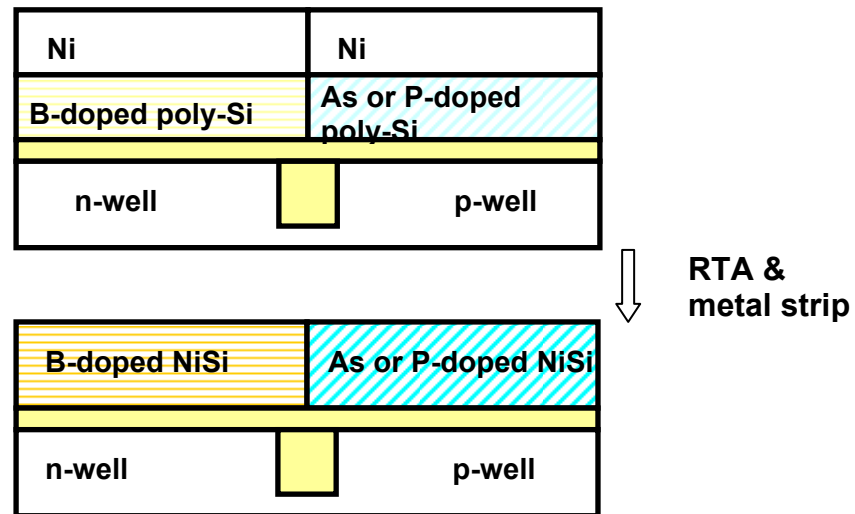 Ni
Ni
B-doped poly-Si
As or P-doped
poly-Si
n-well
p-well
RTA &
metal strip
B-doped NiSi
As or P-doped NiSi
n-well
p-well